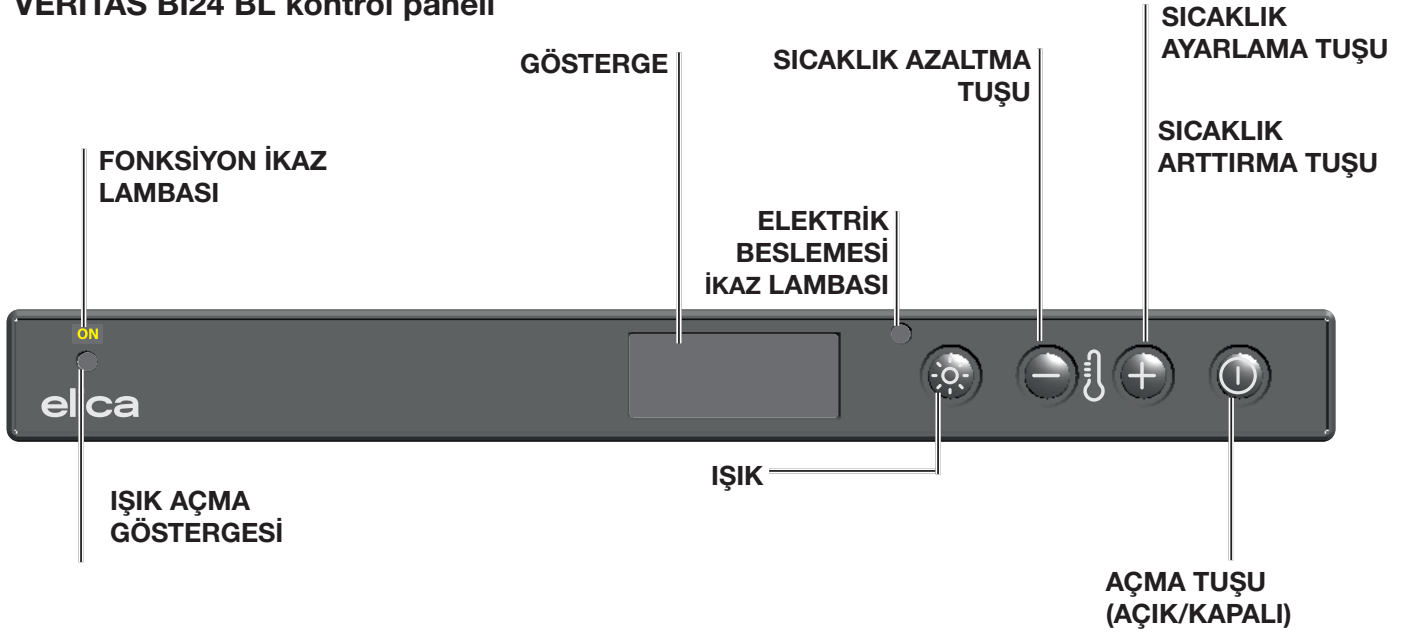 VERITAS BI24 BL kontrol paneli
SICAKLIK
AYARLAMA TUŞU
GÖSTERGE
SICAKLIK AZALTMA
TUŞU
SICAKLIK
ARTTIRMA TUŞU
FONKSİYON İKAZ
LAMBASI
ELEKTRİK
BESLEMESİ
İKAZ LAMBASI
ON
elica
IŞIK
IŞIK AÇMA
GÖSTERGESİ
AÇMA TUŞU
(AÇIK/KAPALI)